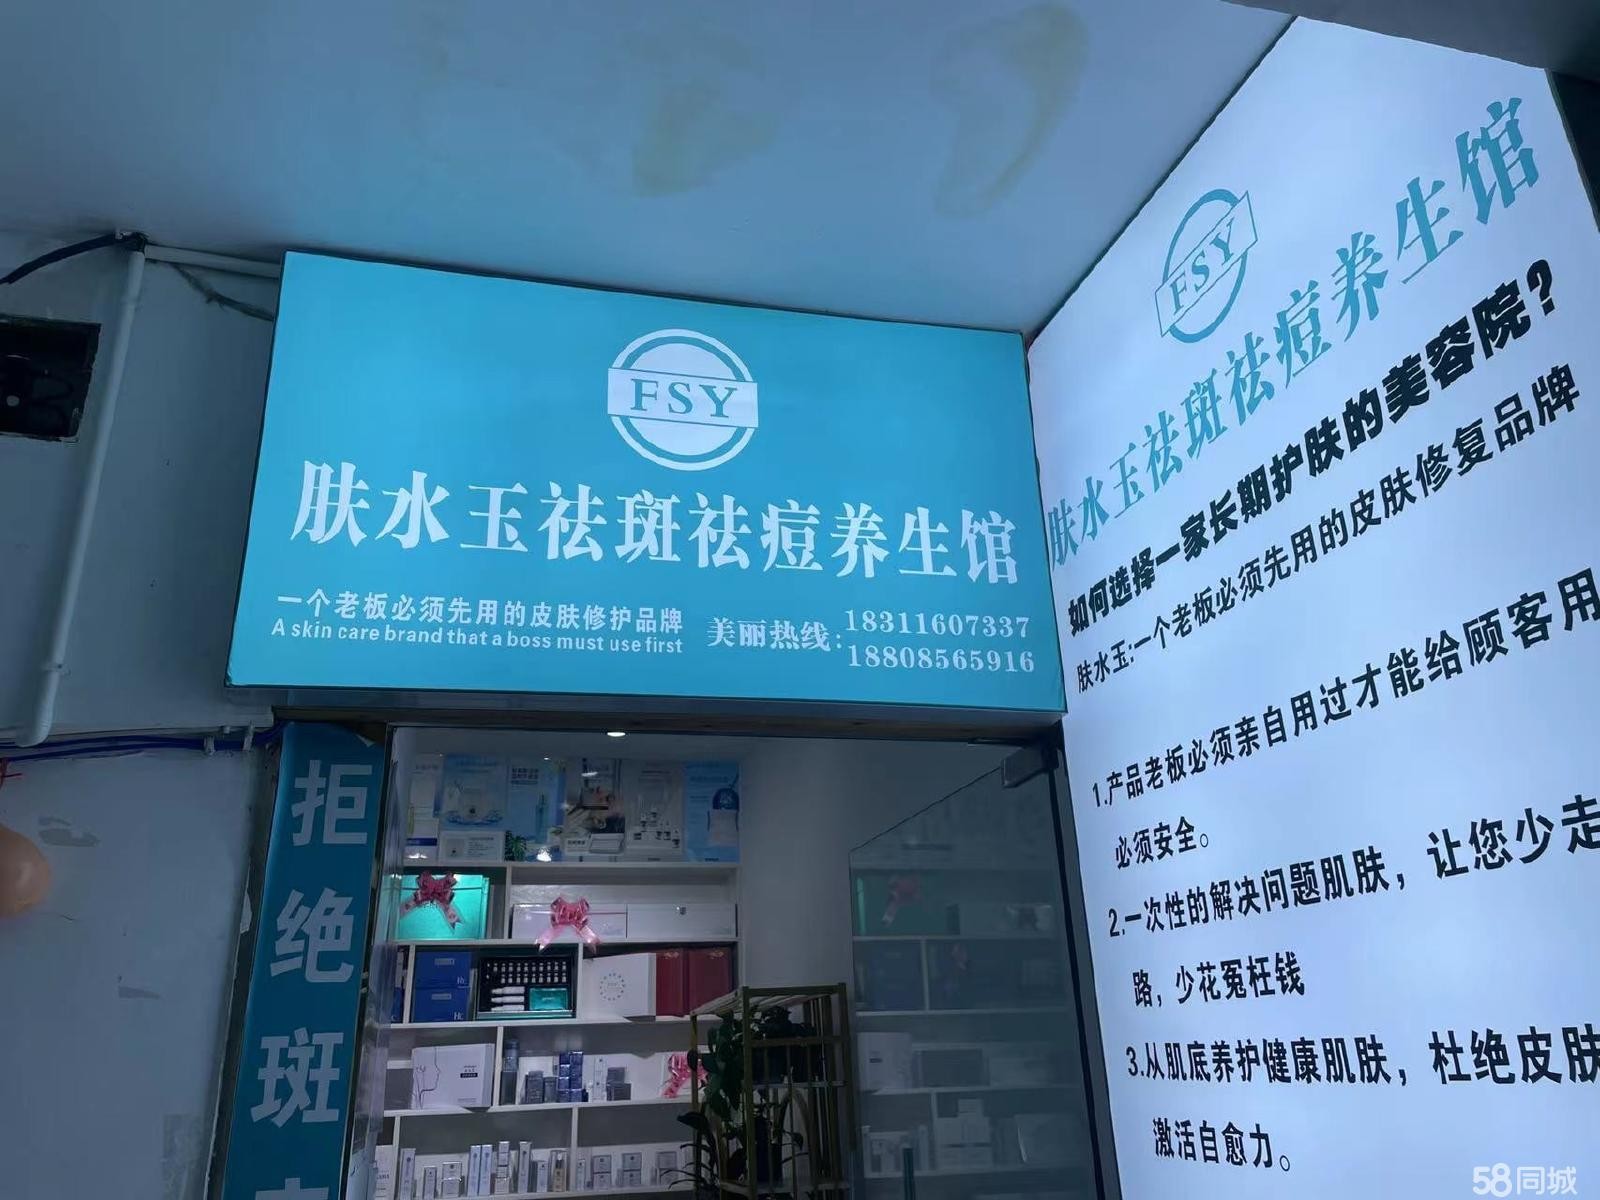 FSY
肤水玉祛斑祛痘养生馆
一个老板必须先用的皮肤修护品牌
A skin care brand that a boss must use first
美丽热线:
18311607337
18808565916
FSY
肤水玉祛斑祛痘养生馆
如何选择一家长期护肤的美容院?
肤水玉:一个老板必须先用的皮肤修复品牌
1.产品老板必须亲自用过才能给顾客用
必须安全。
2.一次性的解决问题肌肤，让您少走
路，少花冤枉钱
3.从肌底养护健康肌肤，杜绝皮肤
激活自愈力。
拒绝斑
58同城